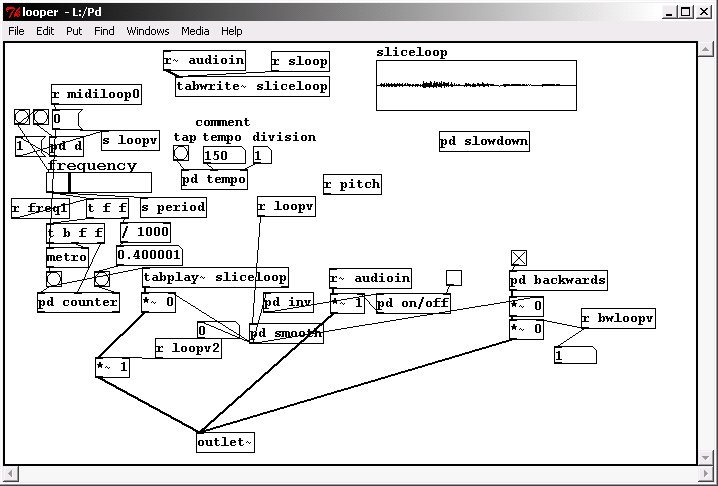 looper - L:/Pd
File Edit Put Find Windows Media Help
r~ audioin
r sloop
tabwrite~ sliceloop
sliceloop
r midiloop0
0
s loopv
1
pd d
comment
tap tempo division
150
1
pd tempo
pd slowdown
frequency
r pitch
r freq1
t f f
s period
r loopv
t b f f
/ 1000
metro
0.400001
tabplay~ sliceloop
r~ audioin
pd backwards
pd counter
*~ 0
pd inv
*~ 1
pd on/off
*~ 0
r bwloopv
0
pd smooth
*~ 0
r loopv2
1
*~ 1
outlet~